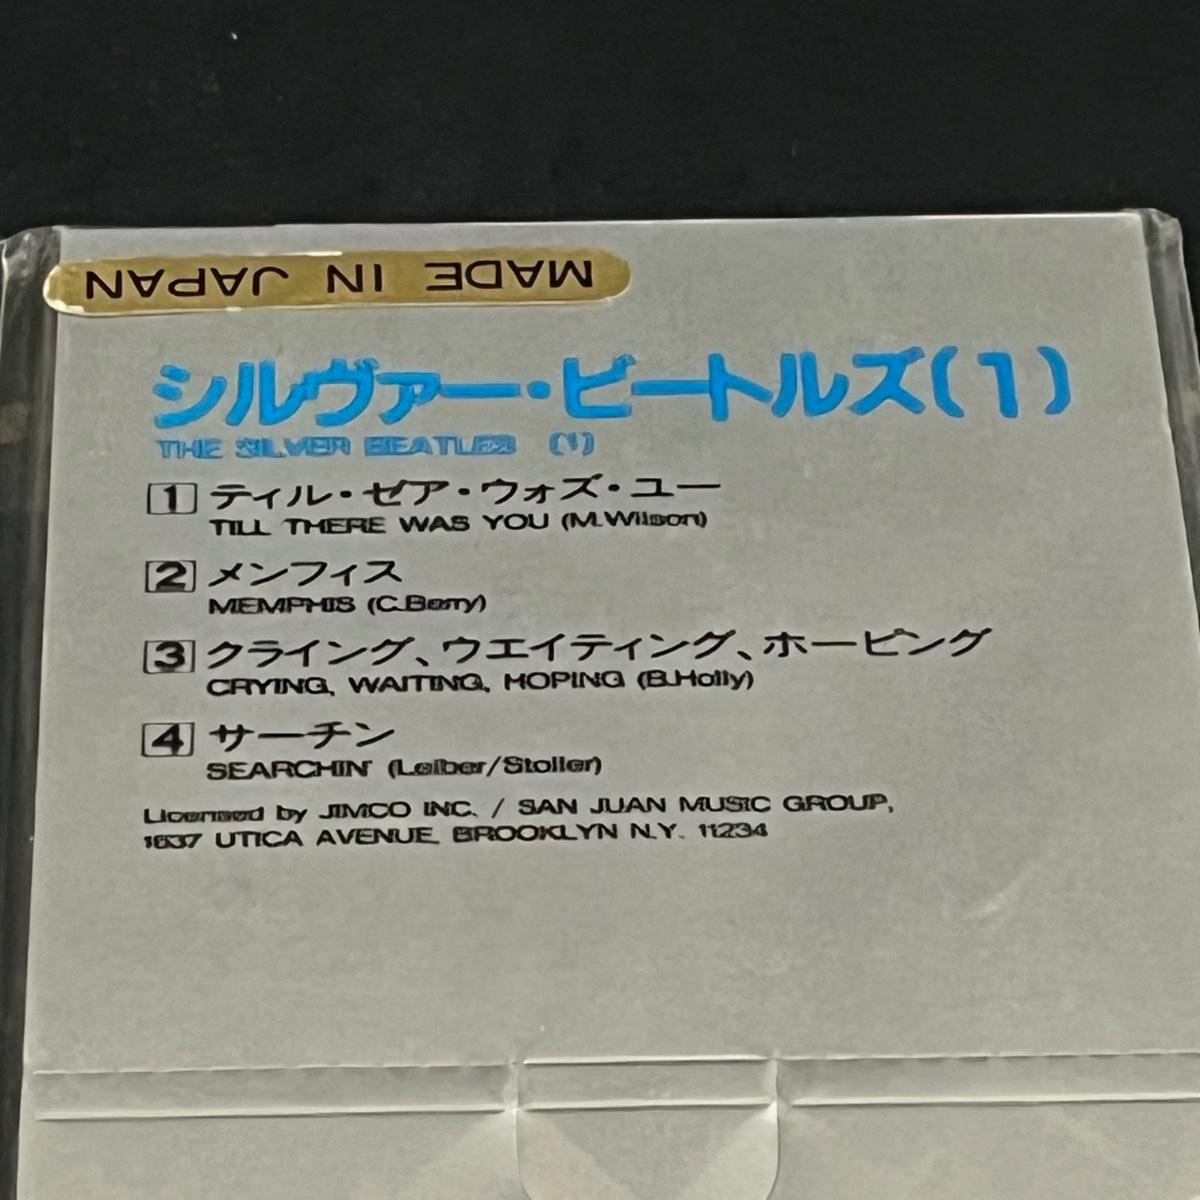 MADE IN JAPAN
シルヴァー・ビートルズ(1)
THE SILVER BEATLES (1)
1 ティル・ゼア・ウォズ・ユー
TILL THERE WAS YOU (M.Wilson)
2 メンフィス
MEMPHIS (C.Berry)
3 クライング、ウエイティング、ホーピング
CRYING, WAITING, HOPING (B.Holly)
4 サーチン
SEARCHIN' (Leiber/Stoller)
Licensed by JIMCO INC. / SAN JUAN MUSIC GROUP,
1637 UTICA AVENUE, BROOKLYN N.Y. 11234